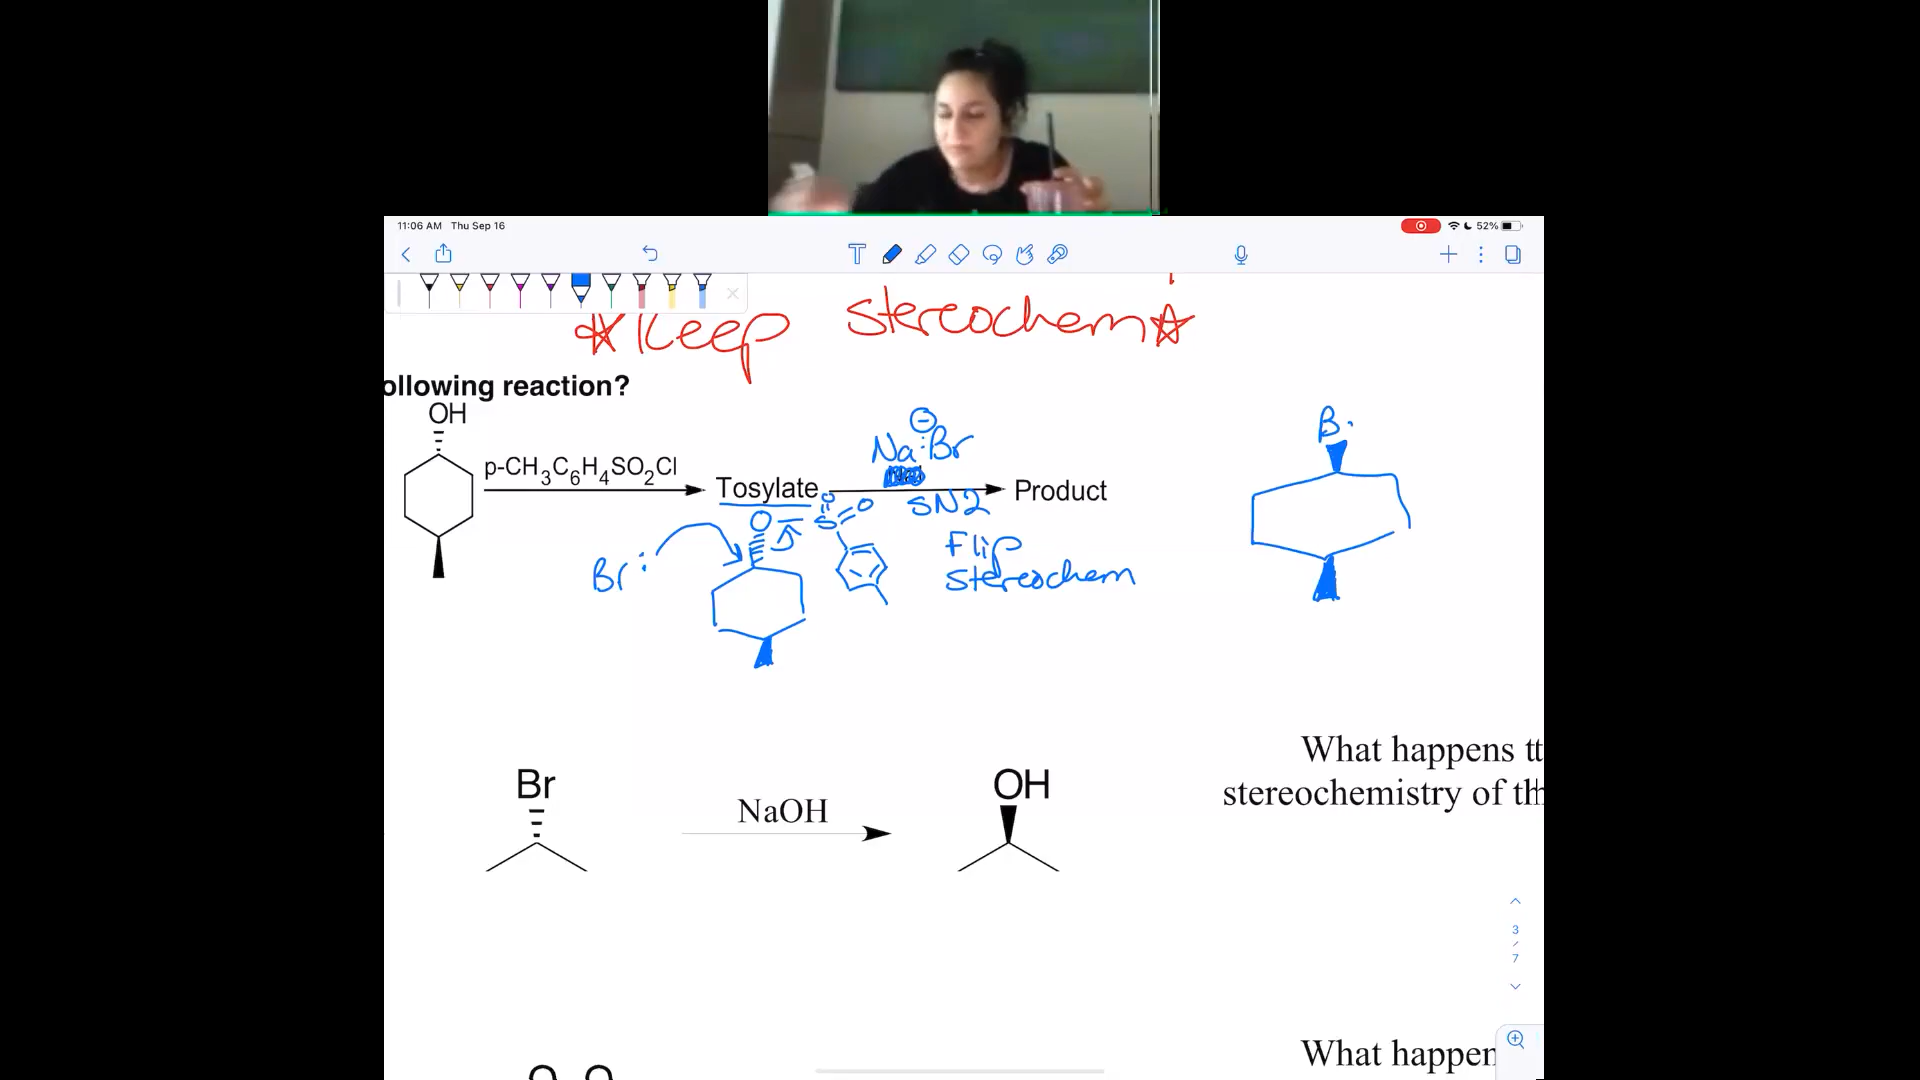 11:06 AM Thu Sep 16
52%
T
☆ Keep stereochem ☆
ollowing reaction?
OH
p-CH3C6H4SO2Cl
Tosylate
Na :Br
⊖
SN2
Product
O
O
S
O
Br :
Flip
stereochem
Br
Br
NaOH
OH
What happens tt
stereochemistry of th
3
7
What happen
O O